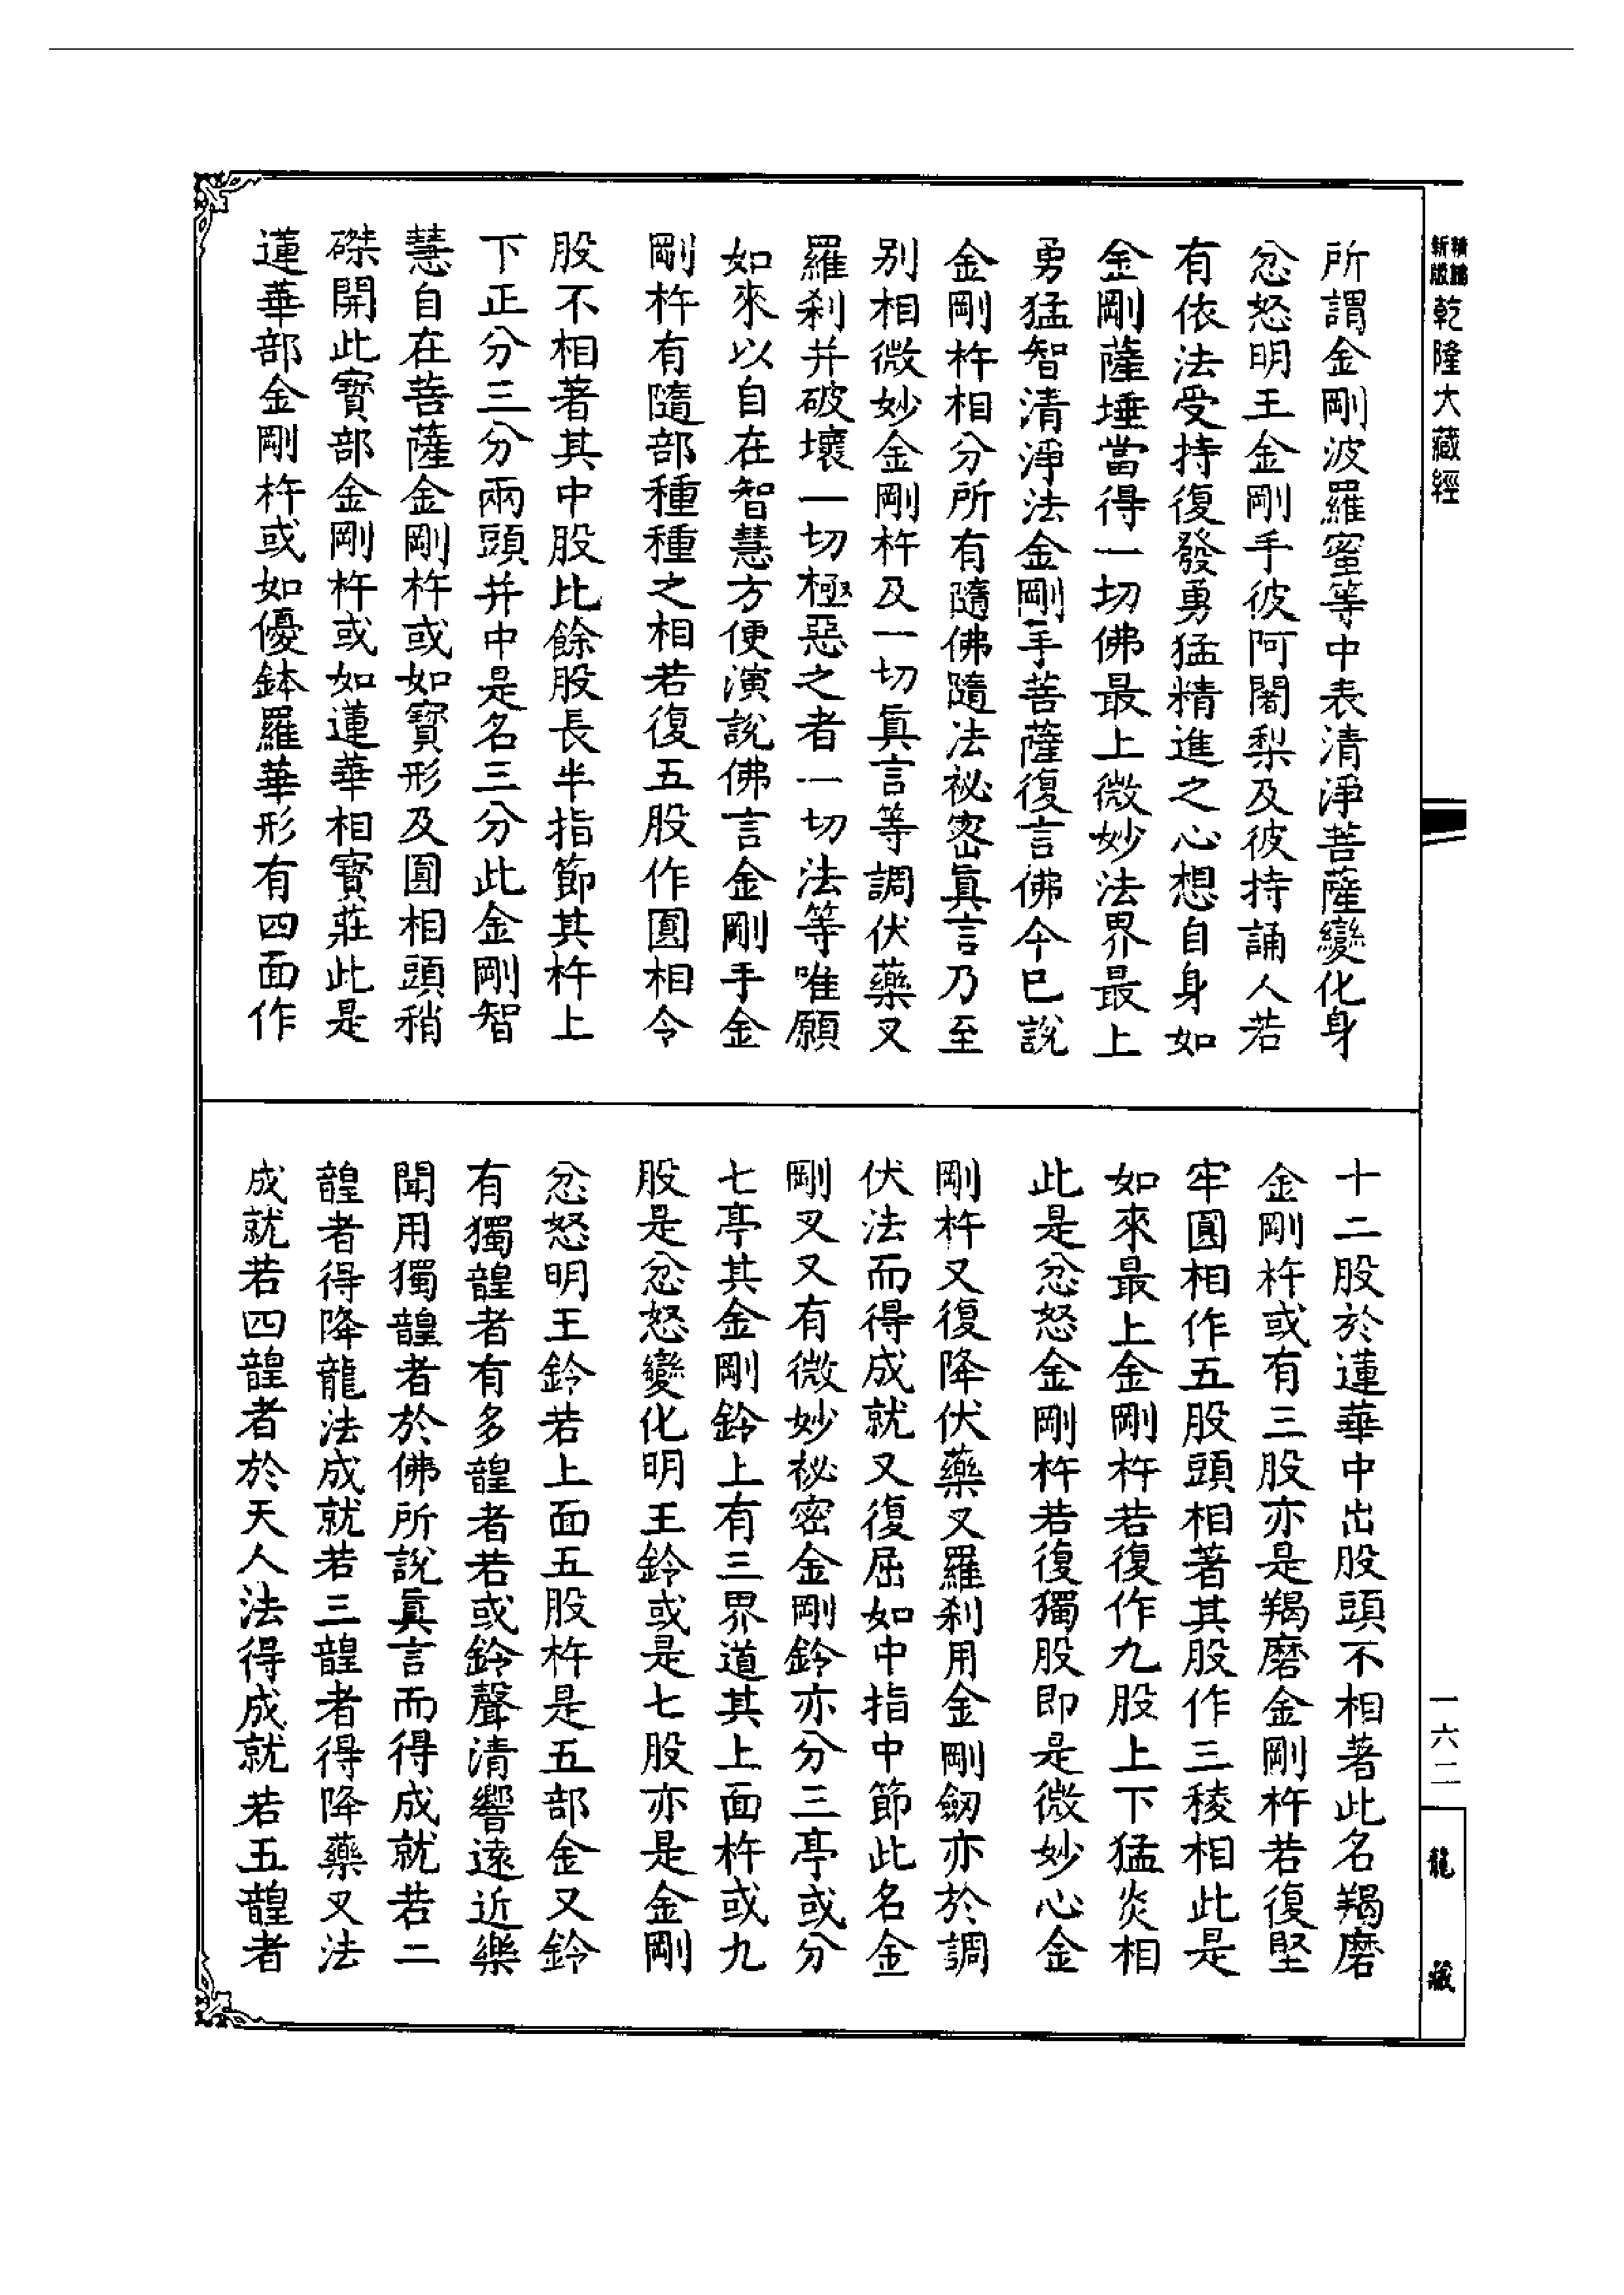 新版
精縮
乾隆大藏經
所謂金剛波羅蜜等中表清淨菩薩變化身
忿怒明王金剛手彼阿闍梨及彼持誦人若
有依法受持復發勇猛精進之心想自身如
金剛薩埵當得一切佛最上微妙法界最上
勇猛智清淨法金剛手菩薩復言佛今已說
金剛杵相分所有隨佛隨法祕密眞言乃至
别相微妙金剛杵及一切眞言等調伏藥叉
羅刹并破壞一切極惡之者一切法等唯願
如來以自在智慧方便演說佛言金剛手金
剛杵有隨部種種之相若復五股作圓相令
股不相著其中股比餘股長半指節其杵上
下正分三分兩頭并中是名三分此金剛智
慧自在菩薩金剛杵或如寶形及圓相頭稍
磔開此寳部金剛杵或如蓮華相寳莊此是
蓮華部金剛杵或如優鉢羅華形有四面作
十二股於蓮華中出股頭不相著此名羯磨
金剛杵或有三股亦是羯磨金剛杵若復堅
牢圓相作五股頭相著其股作三稜相此是
如來最上金剛杵若復作九股上下猛炎相
此是忿怒金剛杵若復獨股即是微妙心金
剛杵又復降伏藥叉羅刹用金剛劒亦於調
伏法而得成就又復屈如中指中節此名金
剛叉又有微妙祕密金剛鈴亦分三亭或分
七亭其金剛鈴上有三界道其上面杵或九
股是忿怒變化明王鈴或是七股亦是金剛
忿怒明王鈴若上面五股杵是五部金又鈴
有獨韹者有多韹者若或鈴聲清響遠近樂
聞用獨韹者於佛所說眞言而得成就若二
韹者得降龍法成就若三韹者得降藥叉法
成就若四韹者於天人法得成就若五韹者
一六二
龍藏